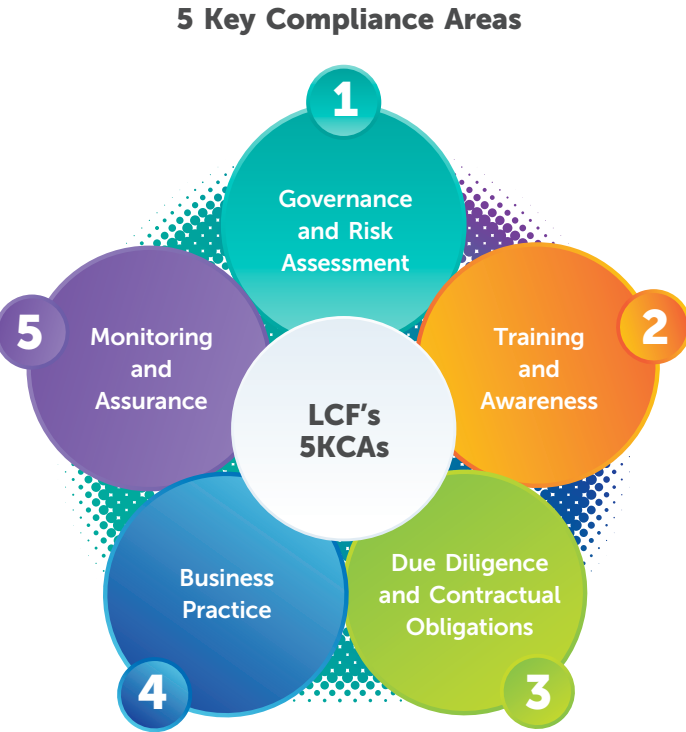 5 Key Compliance Areas
1
Governance
and Risk
Assessment
2
Training
and
Awareness
3
Due Diligence
and Contractual
Obligations
4
Business
Practice
5
Monitoring
and
Assurance
LCF's
5KCAs